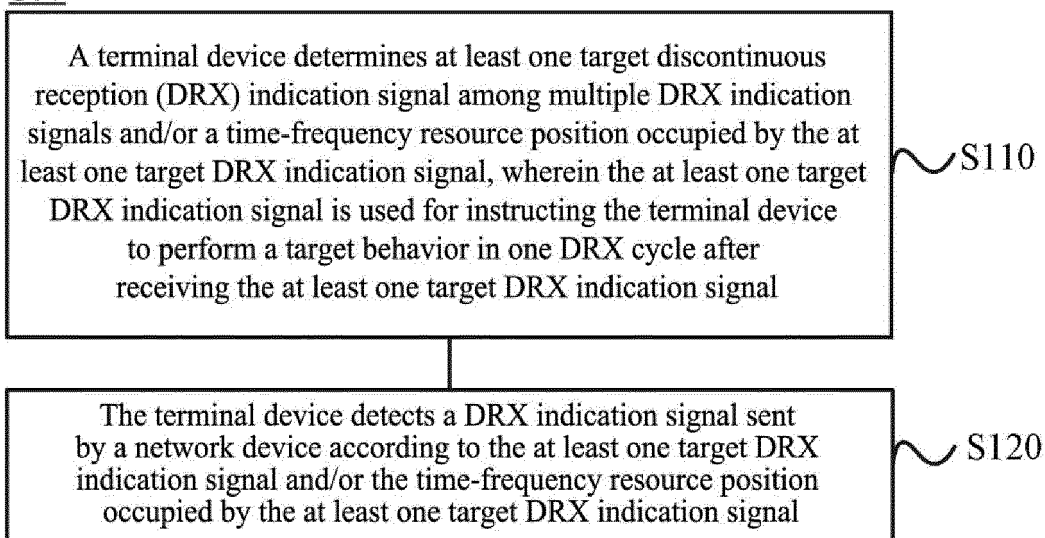 A terminal device determines at least one target discontinuous
reception (DRX) indication signal among multiple DRX indication
signals and/or a time-frequency resource position occupied by the at
least one target DRX indication signal, wherein the at least one target
DRX indication signal is used for instructing the terminal device
to perform a target behavior in one DRX cycle after
receiving the at least one target DRX indication signal
S110
The terminal device detects a DRX indication signal sent
by a network device according to the at least one target DRX
indication signal and/or the time-frequency resource position
occupied by the at least one target DRX indication signal
S120